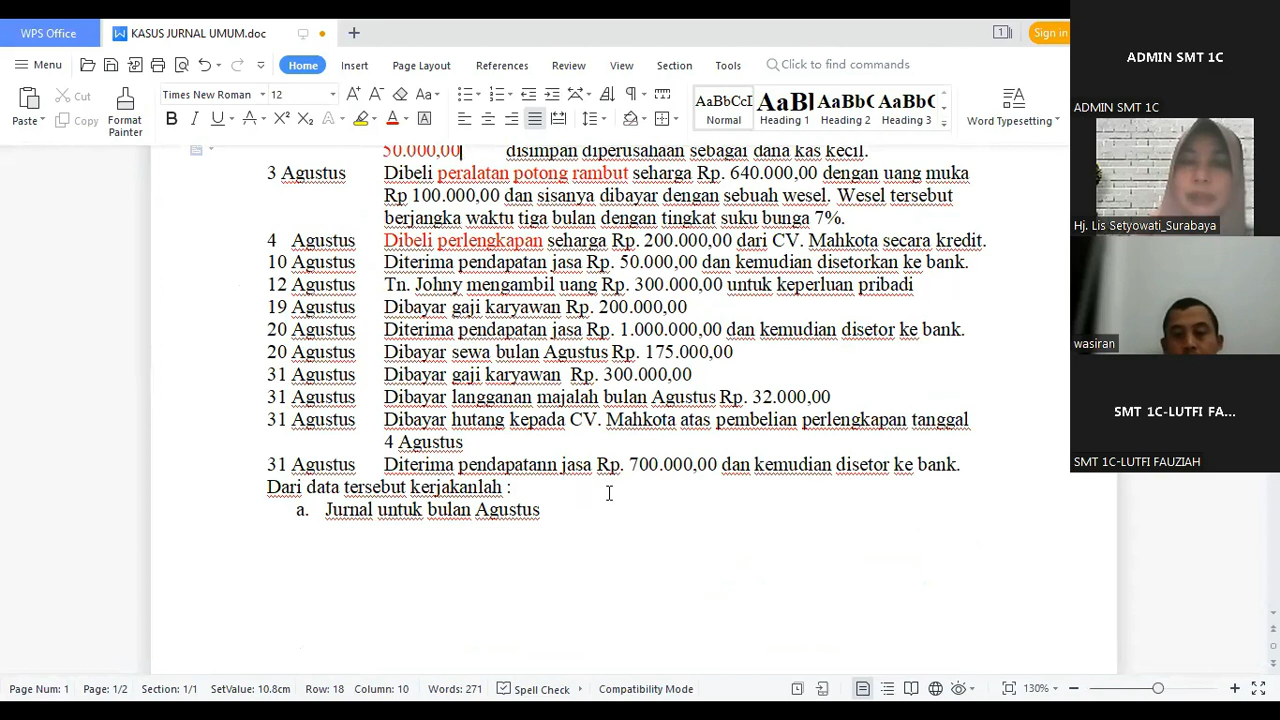 WPS Office
KASUS JURNAL UMUM.doc
1
Sign in
Menu
Home
Insert
Page Layout
References
Review
View
Section
Tools
Click to find commands
Paste
Cut
Copy
Format Painter
Times New Roman
12
AaBbCcD
Normal
AaBl
Heading 1
AaBb(
Heading 2
AaBbC(
Heading 3
Word Typesetting
50.000,00 disimpan diperusahaan sebagai dana kas kecil.
3 Agustus Dibeli peralatan potong rambut seharga Rp. 640.000,00 dengan uang muka
Rp 100.000,00 dan sisanya dibayar dengan sebuah wesel. Wesel tersebut
berjangka waktu tiga bulan dengan tingkat suku bunga 7%.
4 Agustus Dibeli perlengkapan seharga Rp. 200.000,00 dari CV. Mahkota secara kredit.
10 Agustus Diterima pendapatan jasa Rp. 50.000,00 dan kemudian disetorkan ke bank.
12 Agustus Tn. Johny mengambil uang Rp. 300.000,00 untuk keperluan pribadi
19 Agustus Dibayar gaji karyawan Rp. 200.000,00
20 Agustus Diterima pendapatan jasa Rp. 1.000.000,00 dan kemudian disetor ke bank.
20 Agustus Dibayar sewa bulan Agustus Rp. 175.000,00
31 Agustus Dibayar gaji karyawan Rp. 300.000,00
31 Agustus Dibayar langganan majalah bulan Agustus Rp. 32.000,00
31 Agustus Dibayar hutang kepada CV. Mahkota atas pembelian perlengkapan tanggal
4 Agustus
31 Agustus Diterima pendapatann jasa Rp. 700.000,00 dan kemudian disetor ke bank.
Dari data tersebut kerjakanlah :
a. Jurnal untuk bulan Agustus
Page Num: 1
Page: 1/2
Section: 1/1
SetValue: 10.8cm
Row: 18
Column: 10
Words: 271
Spell Check
Compatibility Mode
130%
ADMIN SMT 1C
ADMIN SMT 1C
Hj. Lis Setyowati_Surabaya
wasiran
SMT 1C-LUTFI FA...
SMT 1C-LUTFI FAUZIAH